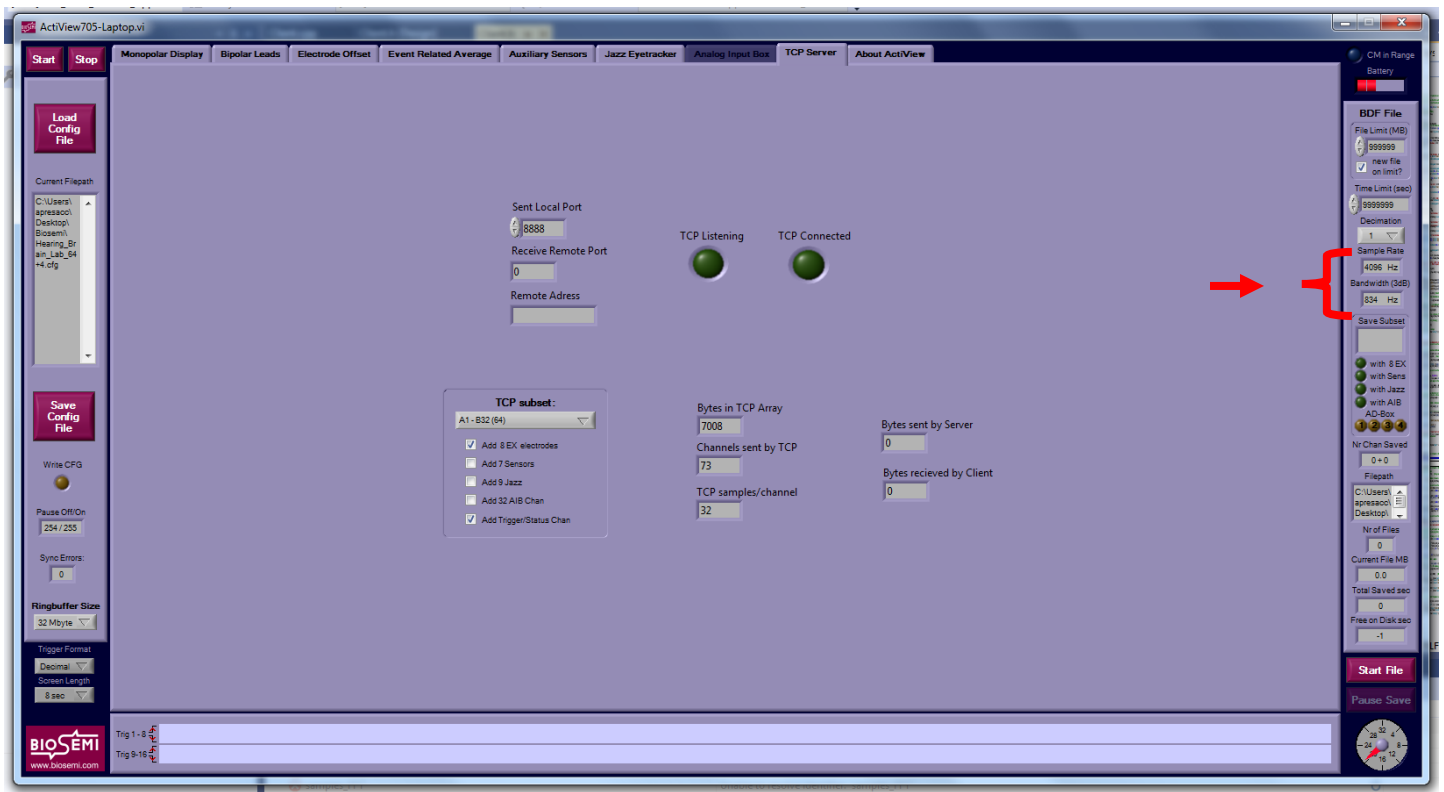 ActiView705-Laptop.vi
Start Stop
Monopolar Display Bipolar Leads Electrode Offset Event Related Average Auxiliary Sensors Jazz Eyetracker Analog Input Box TCP Server About ActiView
CM in Range
Battery
Load
Config
File
Current Filepath
C:\Users\
apresacc\
Desktop\
Biosemi\
Hearing_Br
ain_Lab_64
+4.cfg
Save
Config
File
Write CFG
Pause Off/On
254 / 255
Sync Errors:
0
Ringbuffer Size
32 Mbyte
Trigger Format
Decimal
Screen Length
8 sec
BIOSEMI
www.biosemi.com
Sent Local Port
8888
Receive Remote Port
0
Remote Adress
TCP Listening TCP Connected
TCP subset:
A1 - B32 (64)
Add 8 EX electrodes
Add 7 Sensors
Add 9 Jazz
Add 32 AIB Chan
Add Trigger/Status Chan
Bytes in TCP Array
7008
Channels sent by TCP
73
TCP samples/channel
32
Bytes sent by Server
0
Bytes recieved by Client
0
Trig 1 - 8
Trig 9-16
BDF File
File Limit (MB)
999999
new file
on limit?
Time Limit (sec)
9999999
Decimation
1
Sample Rate
4096 Hz
Bandwidth (3dB)
834 Hz
Save Subset
with 8 EX
with Sens
with Jazz
with AIB
AD-Box
1 2 3 4
Nr Chan Saved
0+0
Filepath
C:\Users\
apresacc\
Desktop\
Nr of Files
0
Current File MB
0.0
Total Saved sec
0
Free on Disk sec
-1
Start File
Pause Save
32 4 8 12 16 24 28